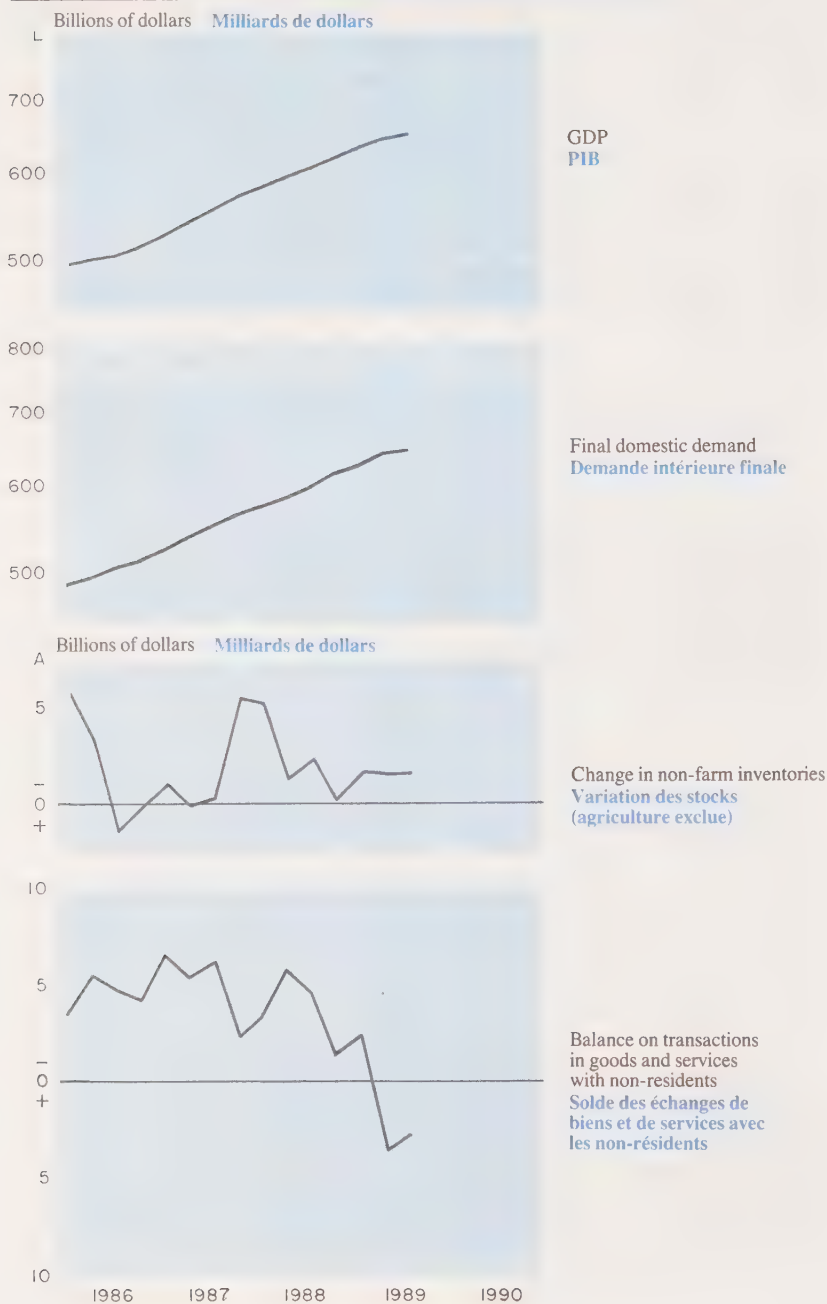 Billions of dollars Milliards de dollars
L
700
600
500
GDP
PIB
800
700
600
500
Final domestic demand
Demande intérieure finale
Billions of dollars Milliards de dollars
A
5
–
0
+
Change in non-farm inventories
Variation des stocks
(agriculture exclue)
10
5
–
0
+
5
10
Balance on transactions
in goods and services
with non-residents
Solde des échanges de
biens et de services avec
les non-résidents
1986 1987 1988 1989 1990